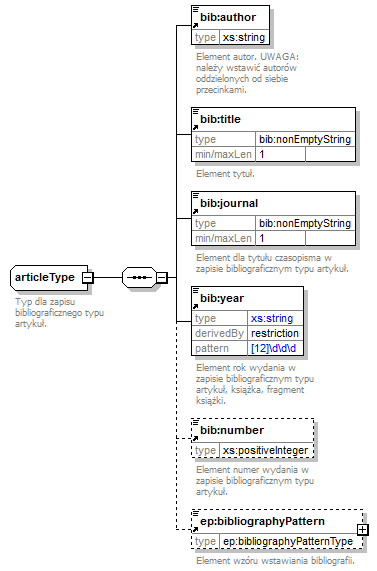 bib:author
type xs:string
Element autor. UWAGA:
należy wstawić autorów
oddzielonych od siebie
przecinkami.
bib:title
type bib:nonEmptyString
min/maxLen 1
Element tytuł.
bib:journal
type bib:nonEmptyString
min/maxLen 1
Element dla tytułu czasopisma w
zapisie bibliograficznym typu artykuł.
articleType
Typ dla zapisu
bibliograficznego typu
artykuł.
bib:year
type xs:string
derivedBy restriction
pattern [12]\d\d\d
Element rok wydania w
zapisie bibliograficznym typu
artykuł, książka, fragment
książki.
bib:number
type xs:positiveInteger
Element numer wydania w
zapisie bibliograficznym typu
artykuł.
ep:bibliographyPattern
type ep:bibliographyPatternType
Element wzóru wstawiania bibliografii.